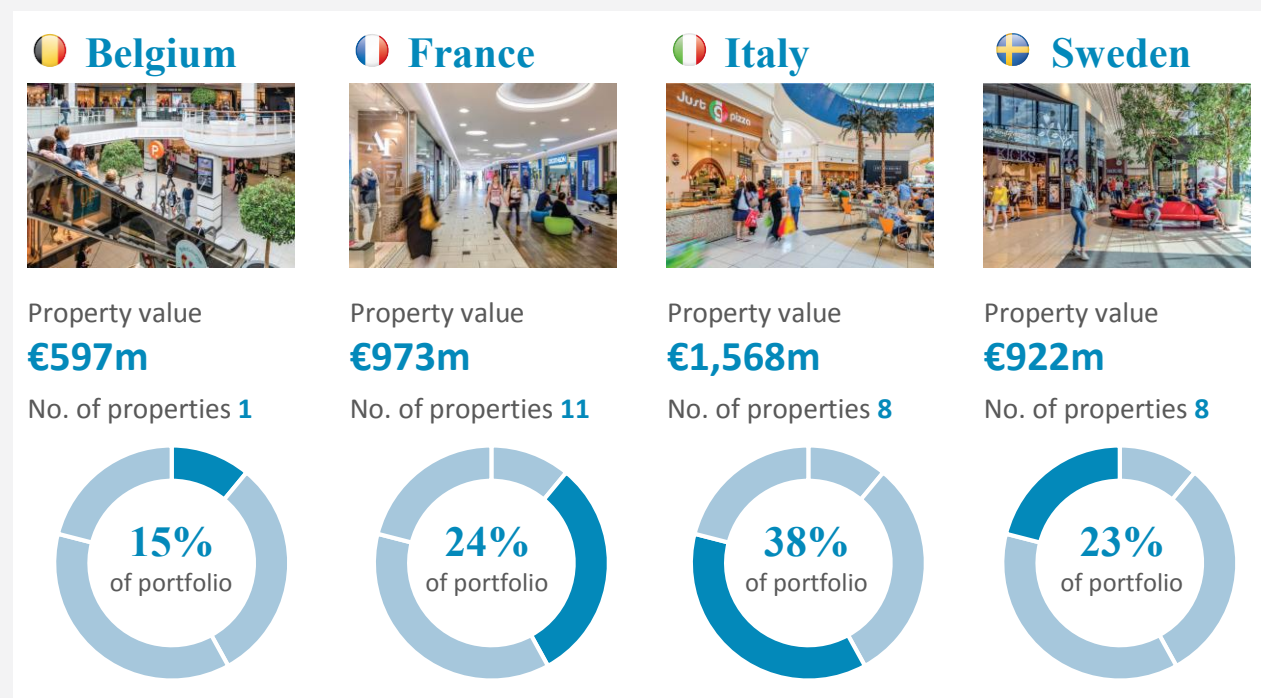 Belgium
France
Italy
Sweden
Just
pizza
KICKS
Property value
€597m
No. of properties 1
Property value
€973m
No. of properties 11
Property value
€1,568m
No. of properties 8
Property value
€922m
No. of properties 8
15%
of portfolio
24%
of portfolio
38%
of portfolio
23%
of portfolio